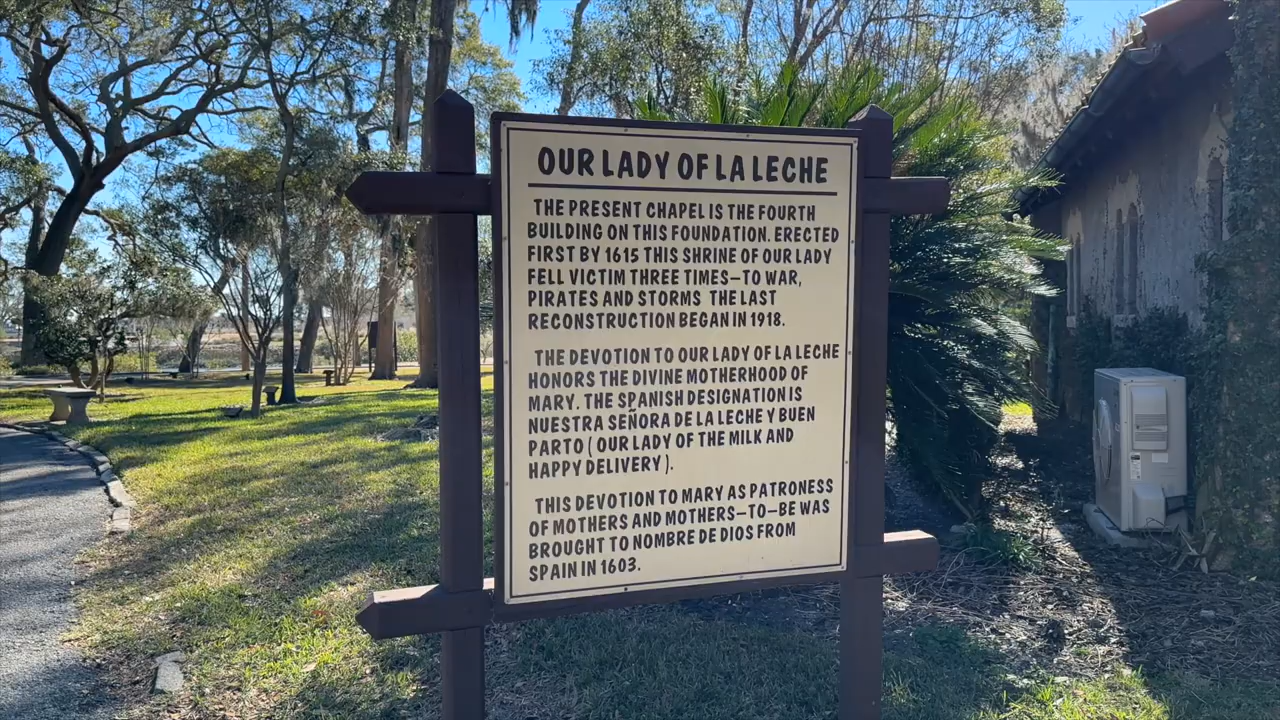 OUR LADY OF LA LECHE
THE PRESENT CHAPEL IS THE FOURTH
BUILDING ON THIS FOUNDATION. ERECTED
FIRST BY 1615 THIS SHRINE OF OUR LADY
FELL VICTIM THREE TIMES—TO WAR,
PIRATES AND STORMS THE LAST
RECONSTRUCTION BEGAN IN 1918.
THE DEVOTION TO OUR LADY OF LA LECHE
HONORS THE DIVINE MOTHERHOOD OF
MARY. THE SPANISH DESIGNATION IS
NUESTRA SEÑORA DE LA LECHE Y BUEN
PARTO ( OUR LADY OF THE MILK AND
HAPPY DELIVERY ).
THIS DEVOTION TO MARY AS PATRONESS
OF MOTHERS AND MOTHERS—TO—BE WAS
BROUGHT TO NOMBRE DE DIOS FROM
SPAIN IN 1603.